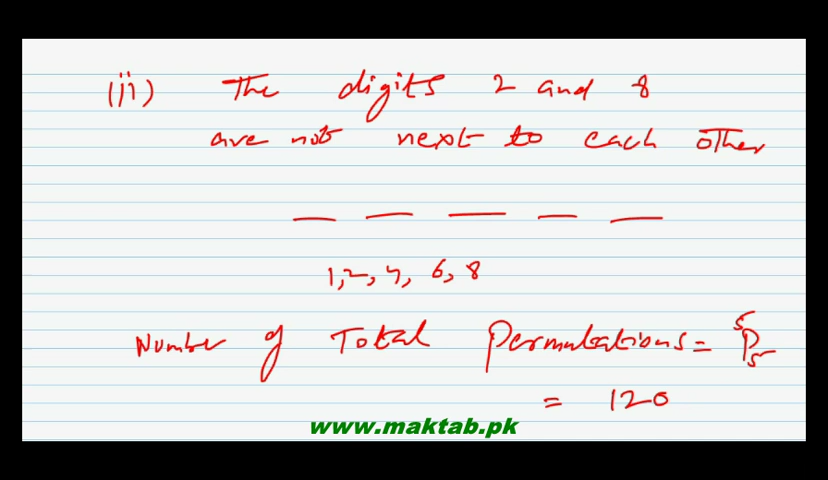 (ii) The digits 2 and 8
are not next to each other
1, 2, 4, 6, 8
Number of Total Permutations = ⁵P₅
= 120
www.maktab.pk